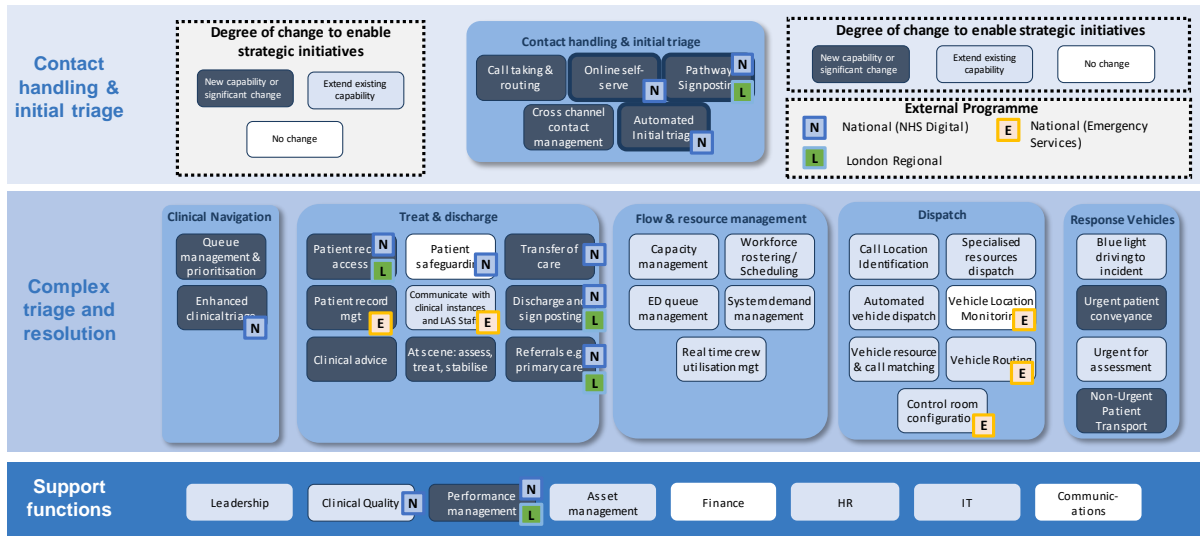 Contact
handling &
initial triage
Degree of change to enable
strategic initiatives
New capability or
significant change
Extend existing
capability
No change
Contact handling & initial triage
Call taking &
routing
Online self-
serve
N
Pathway
Signposting
N
L
Cross channel
contact
management
Automated
Initial triage
N
Degree of change to enable strategic initiatives
New capability or
significant change
Extend existing
capability
No change
External Programme
N
National (NHS Digital)
E
National (Emergency
Services)
L
London Regional
Complex
triage and
resolution
Clinical Navigation
Queue
management &
prioritisation
Enhanced
clinical triage
N
Treat & discharge
Patient record
access
N
L
Patient
safeguarding
N
Transfer of
care
N
Patient record
mgt
E
Communicate with
clinical instances
and LAS Staff
E
Discharge and
sign posting
N
L
Clinical advice
At scene: assess,
treat, stabilise
Referrals e.g.
primary care
N
L
Flow & resource management
Capacity
management
Workforce
rostering/
Scheduling
ED queue
management
System demand
management
Real time crew
utilisation mgt
Dispatch
Call Location
Identification
Specialised
resources
dispatch
Automated
vehicle dispatch
Vehicle Location
Monitoring
E
Vehicle resource
& call matching
Vehicle Routing
E
Control room
configuration
E
Response Vehicles
Blue light
driving to
incident
Urgent patient
conveyance
Urgent for
assessment
Non-Urgent
Patient
Transport
Support
functions
Leadership
Clinical Quality
N
Performance
management
N
L
Asset
management
Finance
HR
IT
Communic-
ations